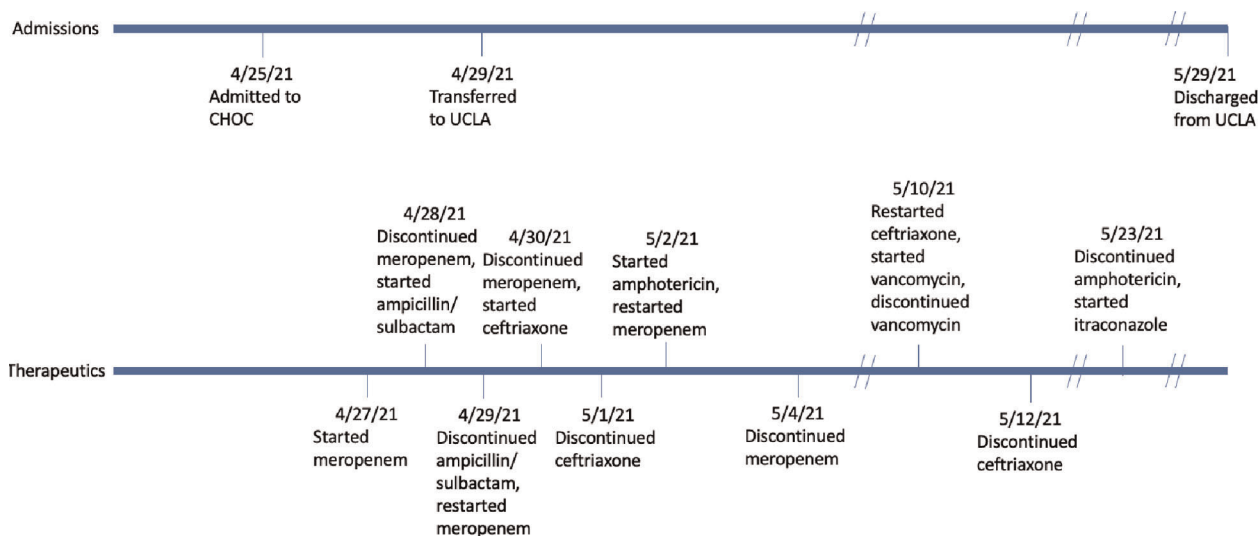 Admissions
4/25/21
Admitted to
CHOC
4/29/21
Transferred
to UCLA
5/29/21
Discharged
from UCLA
4/28/21
Discontinued
meropenem,
started
ampicillin/
sulbactam
4/30/21
Discontinued
meropenem,
started
ceftriaxone
5/2/21
Started
amphotericin,
restarted
meropenem
5/10/21
Restarted
ceftriaxone,
started
vancomycin,
discontinued
vancomycin
5/23/21
Discontinued
amphotericin,
started
itraconazole
Therapeutics
4/27/21
Started
meropenem
4/29/21
Discontinued
ampicillin/
sulbactam,
restarted
meropenem
5/1/21
Discontinued
ceftriaxone
5/4/21
Discontinued
meropenem
5/12/21
Discontinued
ceftriaxone